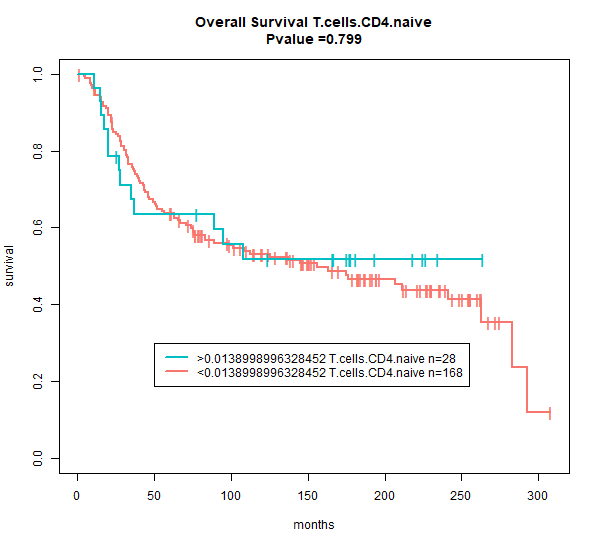 Overall Survival T.cells.CD4.naive
Pvalue =0.799
survival
1.0
0.8
0.6
0.4
0.2
0.0
>0.0138998996328452 T.cells.CD4.naive n=28
<0.0138998996328452 T.cells.CD4.naive n=168
0 50 100 150 200 250 300
months